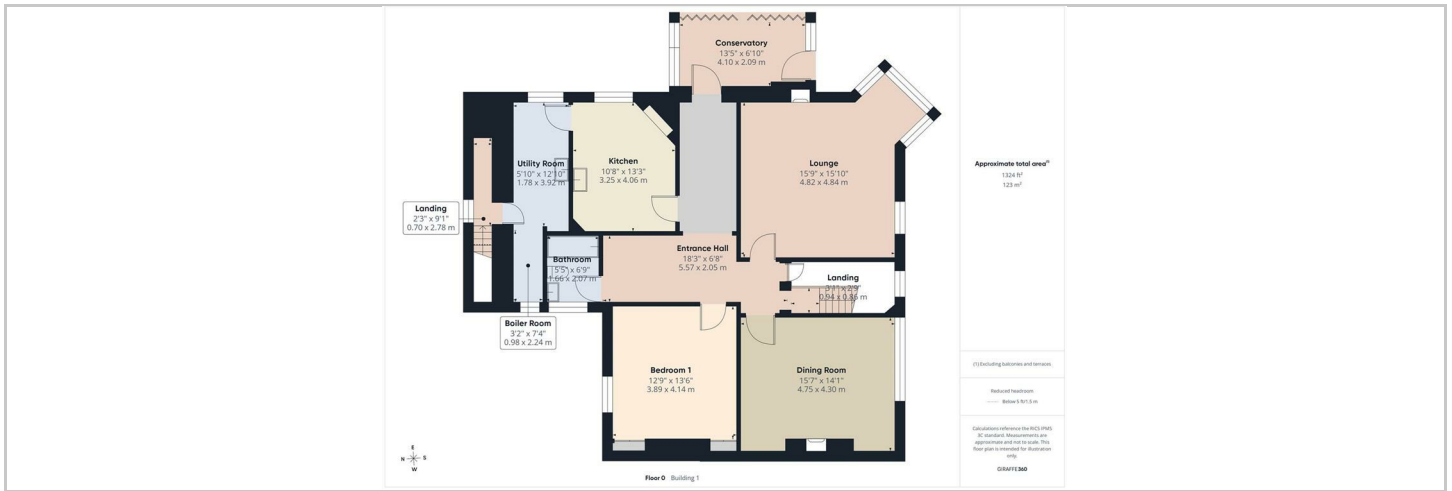 Conservatory
13'5" x 6'10"
4.10 x 2.09 m
Utility Room
5'10" x 12'10"
1.78 x 3.92 m
Kitchen
10'8" x 13'3"
3.25 x 4.06 m
Lounge
15'9" x 15'10"
4.82 x 4.84 m
Landing
2'3" x 9'1"
0.70 x 2.78 m
Entrance Hall
18'3" x 6'8"
5.57 x 2.05 m
Bathroom
5'5" x 6'9"
1.66 x 2.07 m
Landing
3'1" x 2'9"
0.94 x 0.86 m
Boiler Room
3'2" x 7'4"
0.98 x 2.24 m
Bedroom 1
12'9" x 13'6"
3.89 x 4.14 m
Dining Room
15'7" x 14'1"
4.75 x 4.30 m
E
N S
W
Floor 0 Building 1
Approximate total area(1)
1324 ft²
123 m²
(1) Excluding balconies and terraces
Reduced headroom
Below 5 ft/1.5 m
Calculations reference the RICS IPMS
3C standard. Measurements are
approximate and not to scale. This
floor plan is intended for illustration
only.
GIRAFFE360